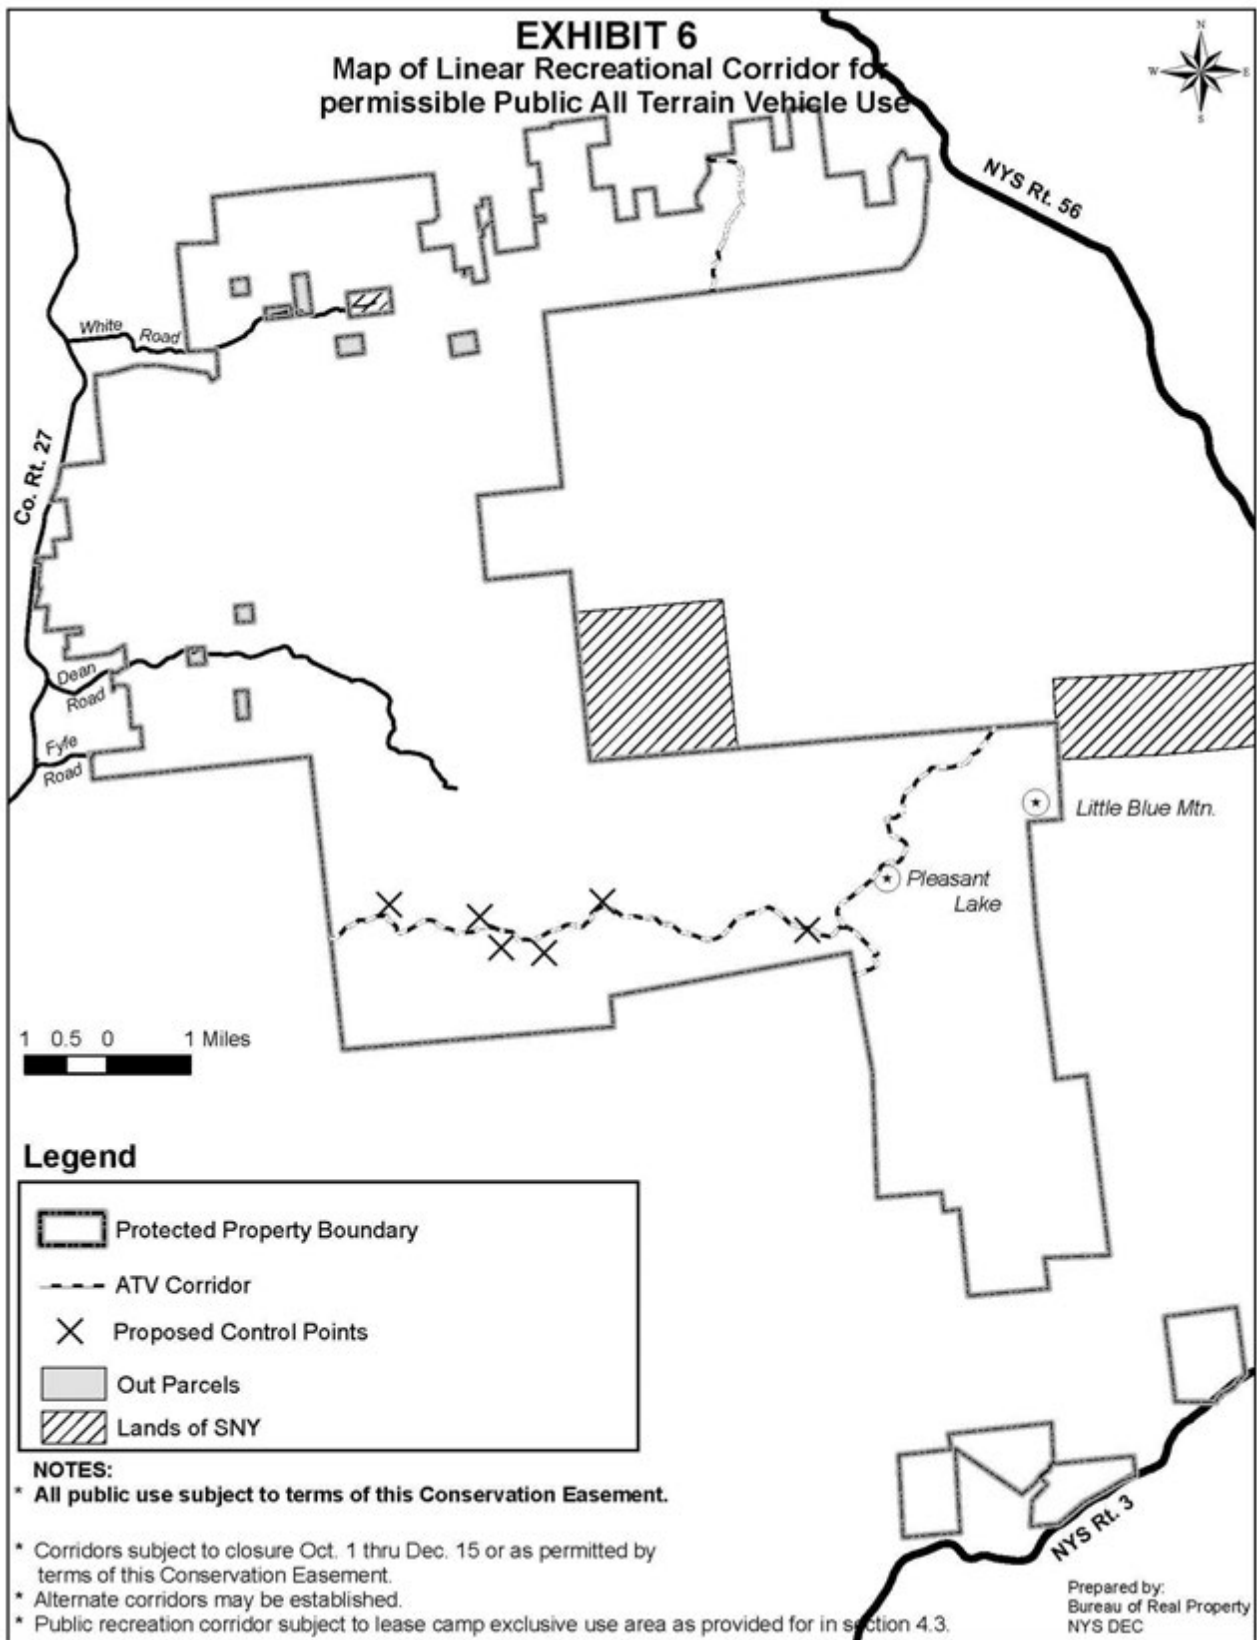 EXHIBIT 6
Map of Linear Recreational Corridor for
permissible Public All Terrain Vehicle Use
N
W
E
S
NYS Rt. 56
White Road
Co. Rt. 27
Dean
Road
Fyfe
Road
Little Blue Mtn.
Pleasant
Lake
1 0.5 0 1 Miles
Legend
Protected Property Boundary
ATV Corridor
Proposed Control Points
Out Parcels
Lands of SNY
NOTES:
* All public use subject to terms of this Conservation Easement.
* Corridors subject to closure Oct. 1 thru Dec. 15 or as permitted by
terms of this Conservation Easement.
* Alternate corridors may be established.
* Public recreation corridor subject to lease camp exclusive use area as provided for in section 4.3.
NYS Rt. 3
Prepared by:
Bureau of Real Property
NYS DEC